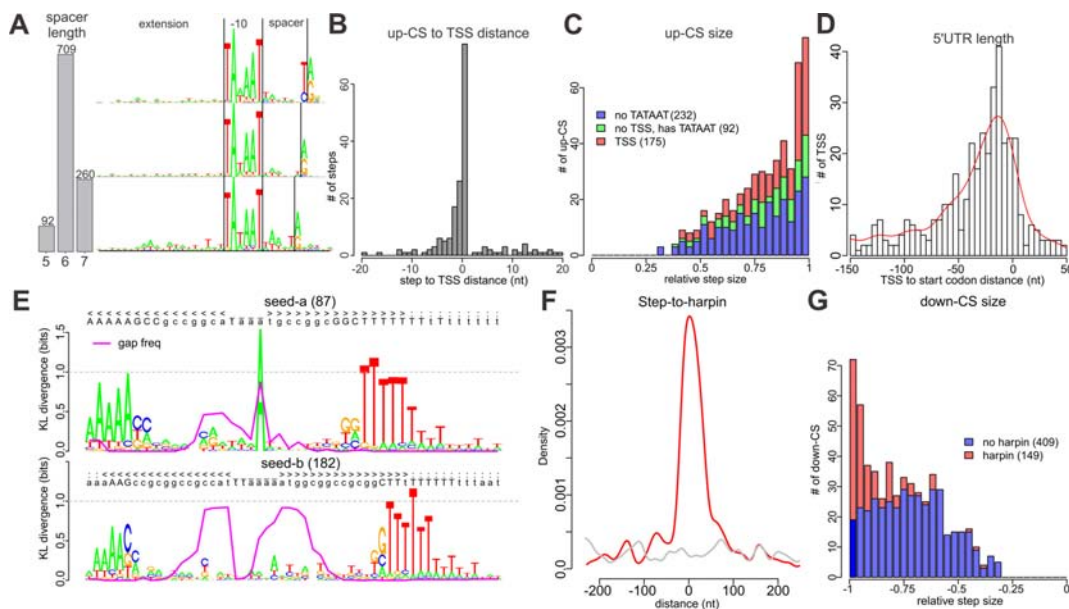 A
spacer
length
709
260
92
5 6 7
extension
-10
spacer
B
up-CS to TSS distance
# of steps
0 20 40 60
-20 -10 0 10 20
step to TSS distance (nt)
C
up-CS size
# of up-CS
0 20 40 60
no TATAAT (232)
no TSS, has TATAAT (92)
TSS (175)
0 0.25 0.5 0.75 1
relative step size
D
5'UTR length
# of TSS
0 10 20 30 40
-150 -100 -50 0 50
TSS to start codon distance (nt)
E
seed-a (87)
KL divergence (bits)
0.0 0.5 1.0 1.5
gap freq
seed-b (182)
KL divergence (bits)
0.0 0.5 1.0
F
Step-to-harpin
Density
0.000 0.001 0.002 0.003
-200 -100 0 100 200
distance (nt)
G
down-CS size
# of down-CS
0 10 20 30 40 50 60 70
no harpin (409)
harpin (149)
-1 -0.75 -0.5 -0.25 0
relative step size